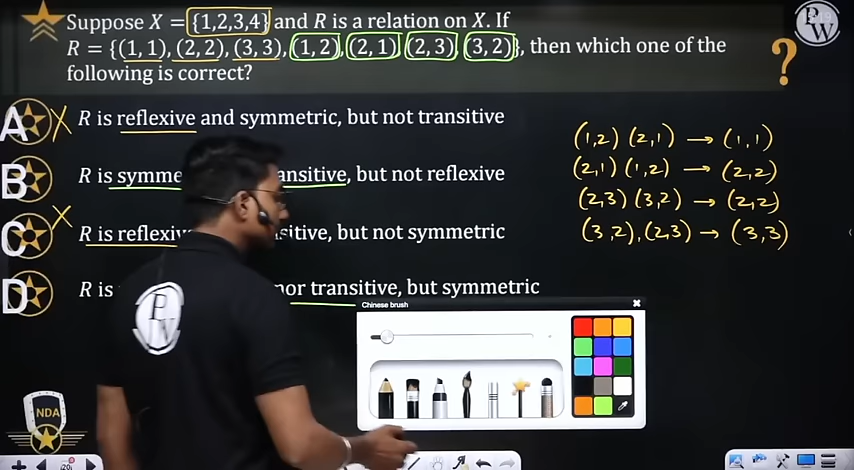 Suppose X = {1,2,3,4} and R is a relation on X. If
R = {(1, 1), (2, 2), (3, 3), (1, 2), (2, 1), (2, 3), (3, 2)}, then which one of the
following is correct?
?
P
W
A R is reflexive and symmetric, but not transitive
B R is symme ansitive, but not reflexive
C R is reflexiv sitive, but not symmetric
D R is nor transitive, but symmetric
(1,2) (2,1) → (1,1)
(2,1) (1,2) → (2,2)
(2,3) (3,2) → (2,2)
(3,2), (2,3) → (3,3)
Chinese brush
P
W
NDA